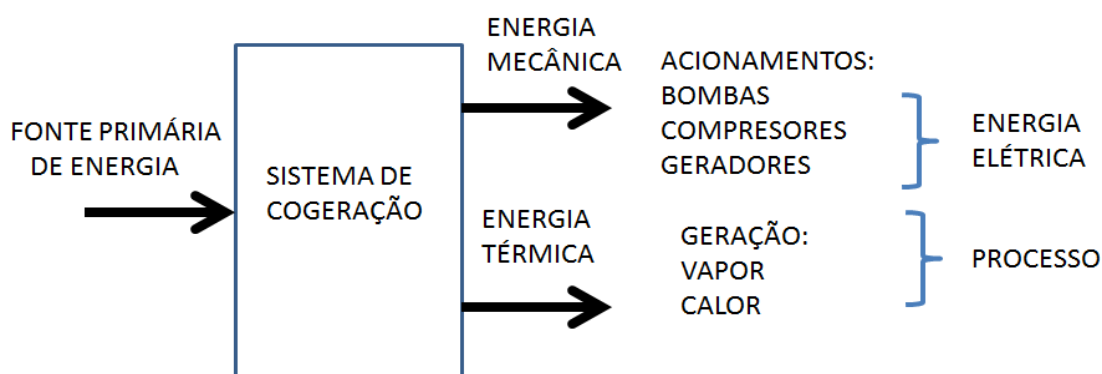 FONTE PRIMÁRIA
DE ENERGIA
SISTEMA DE
COGERAÇÃO
ENERGIA
MECÂNICA
ACIONAMENTOS:
BOMBAS
COMPRESORES
GERADORES
ENERGIA
ELÉTRICA
ENERGIA
TÉRMICA
GERAÇÃO:
VAPOR
CALOR
PROCESSO